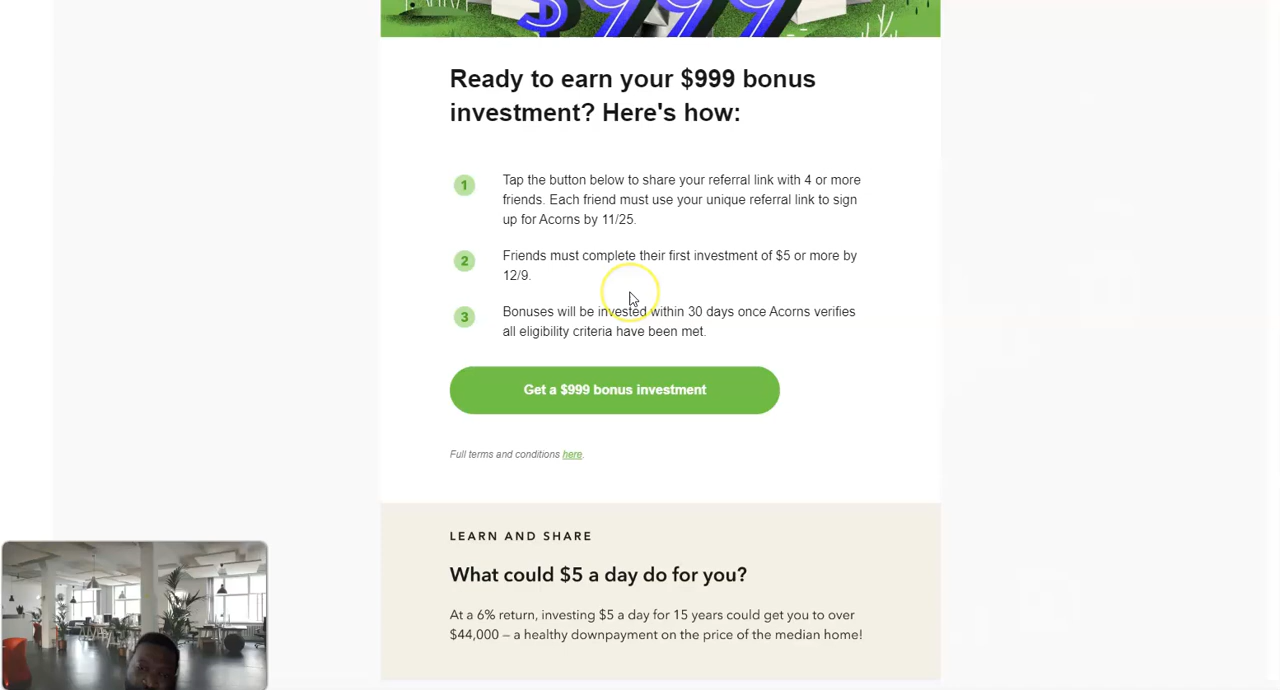 $999
Ready to earn your $999 bonus
investment? Here's how:
1 Tap the button below to share your referral link with 4 or more
friends. Each friend must use your unique referral link to sign
up for Acorns by 11/25.
2 Friends must complete their first investment of $5 or more by
12/9.
3 Bonuses will be invested within 30 days once Acorns verifies
all eligibility criteria have been met.
Get a $999 bonus investment
Full terms and conditions here.
LEARN AND SHARE
What could $5 a day do for you?
At a 6% return, investing $5 a day for 15 years could get you to over
$44,000 – a healthy downpayment on the price of the median home!